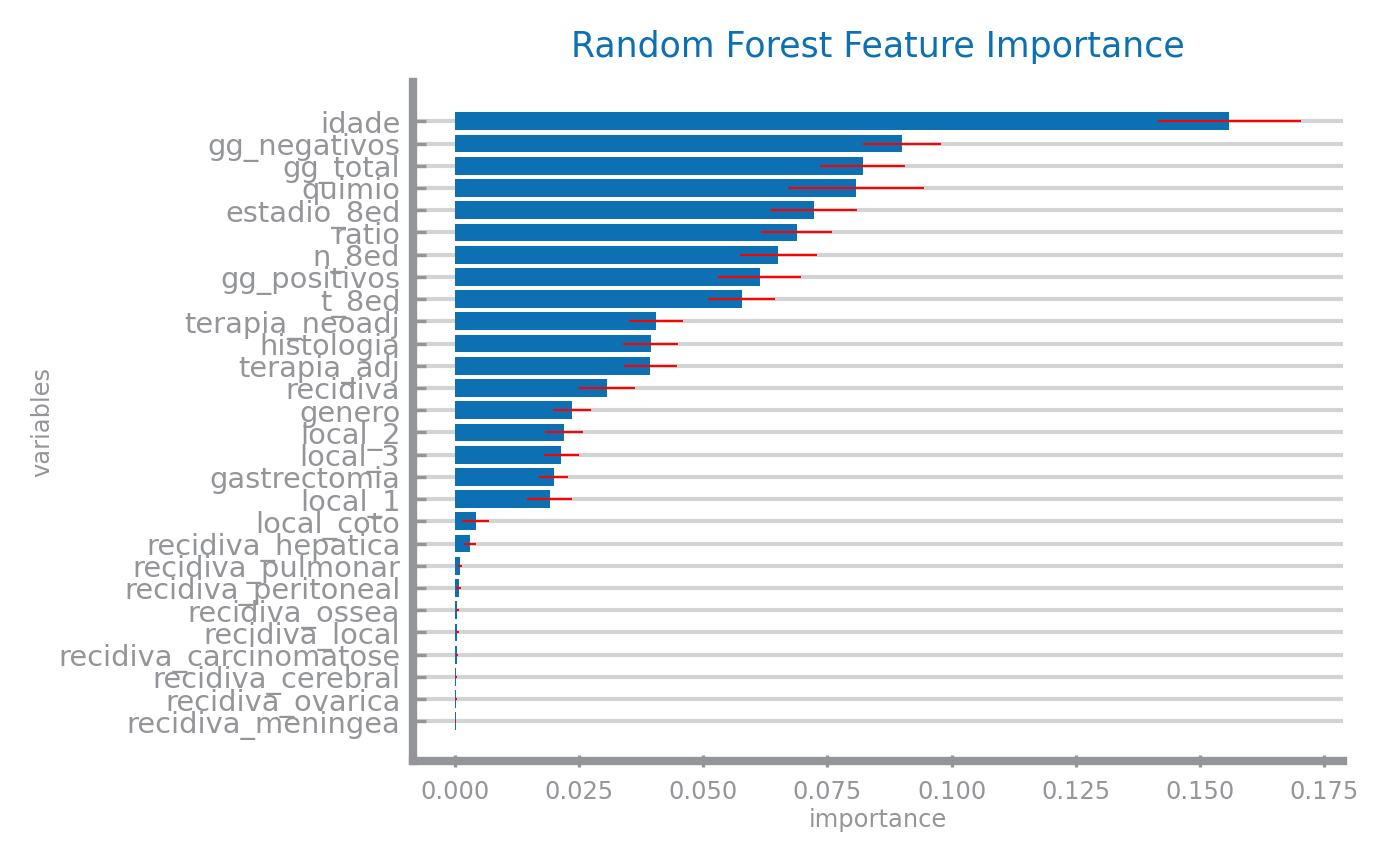 Random Forest Feature Importance
idade
gg_negativos
gg_total
quimio
estadio_8ed
ratio
n_8ed
gg_positivos
t_8ed
terapia_neoadj
histologia
terapia_adj
recidiva
genero
local_2
local_3
gastrectomia
local_1
local_coto
recidiva_hepatica
recidiva_pulmonar
recidiva_peritoneal
recidiva_ossea
recidiva_local
recidiva_carcinomatose
recidiva_cerebral
recidiva_ovarica
recidiva_meningea
variables
0.000 0.025 0.050 0.075 0.100 0.125 0.150 0.175
importance